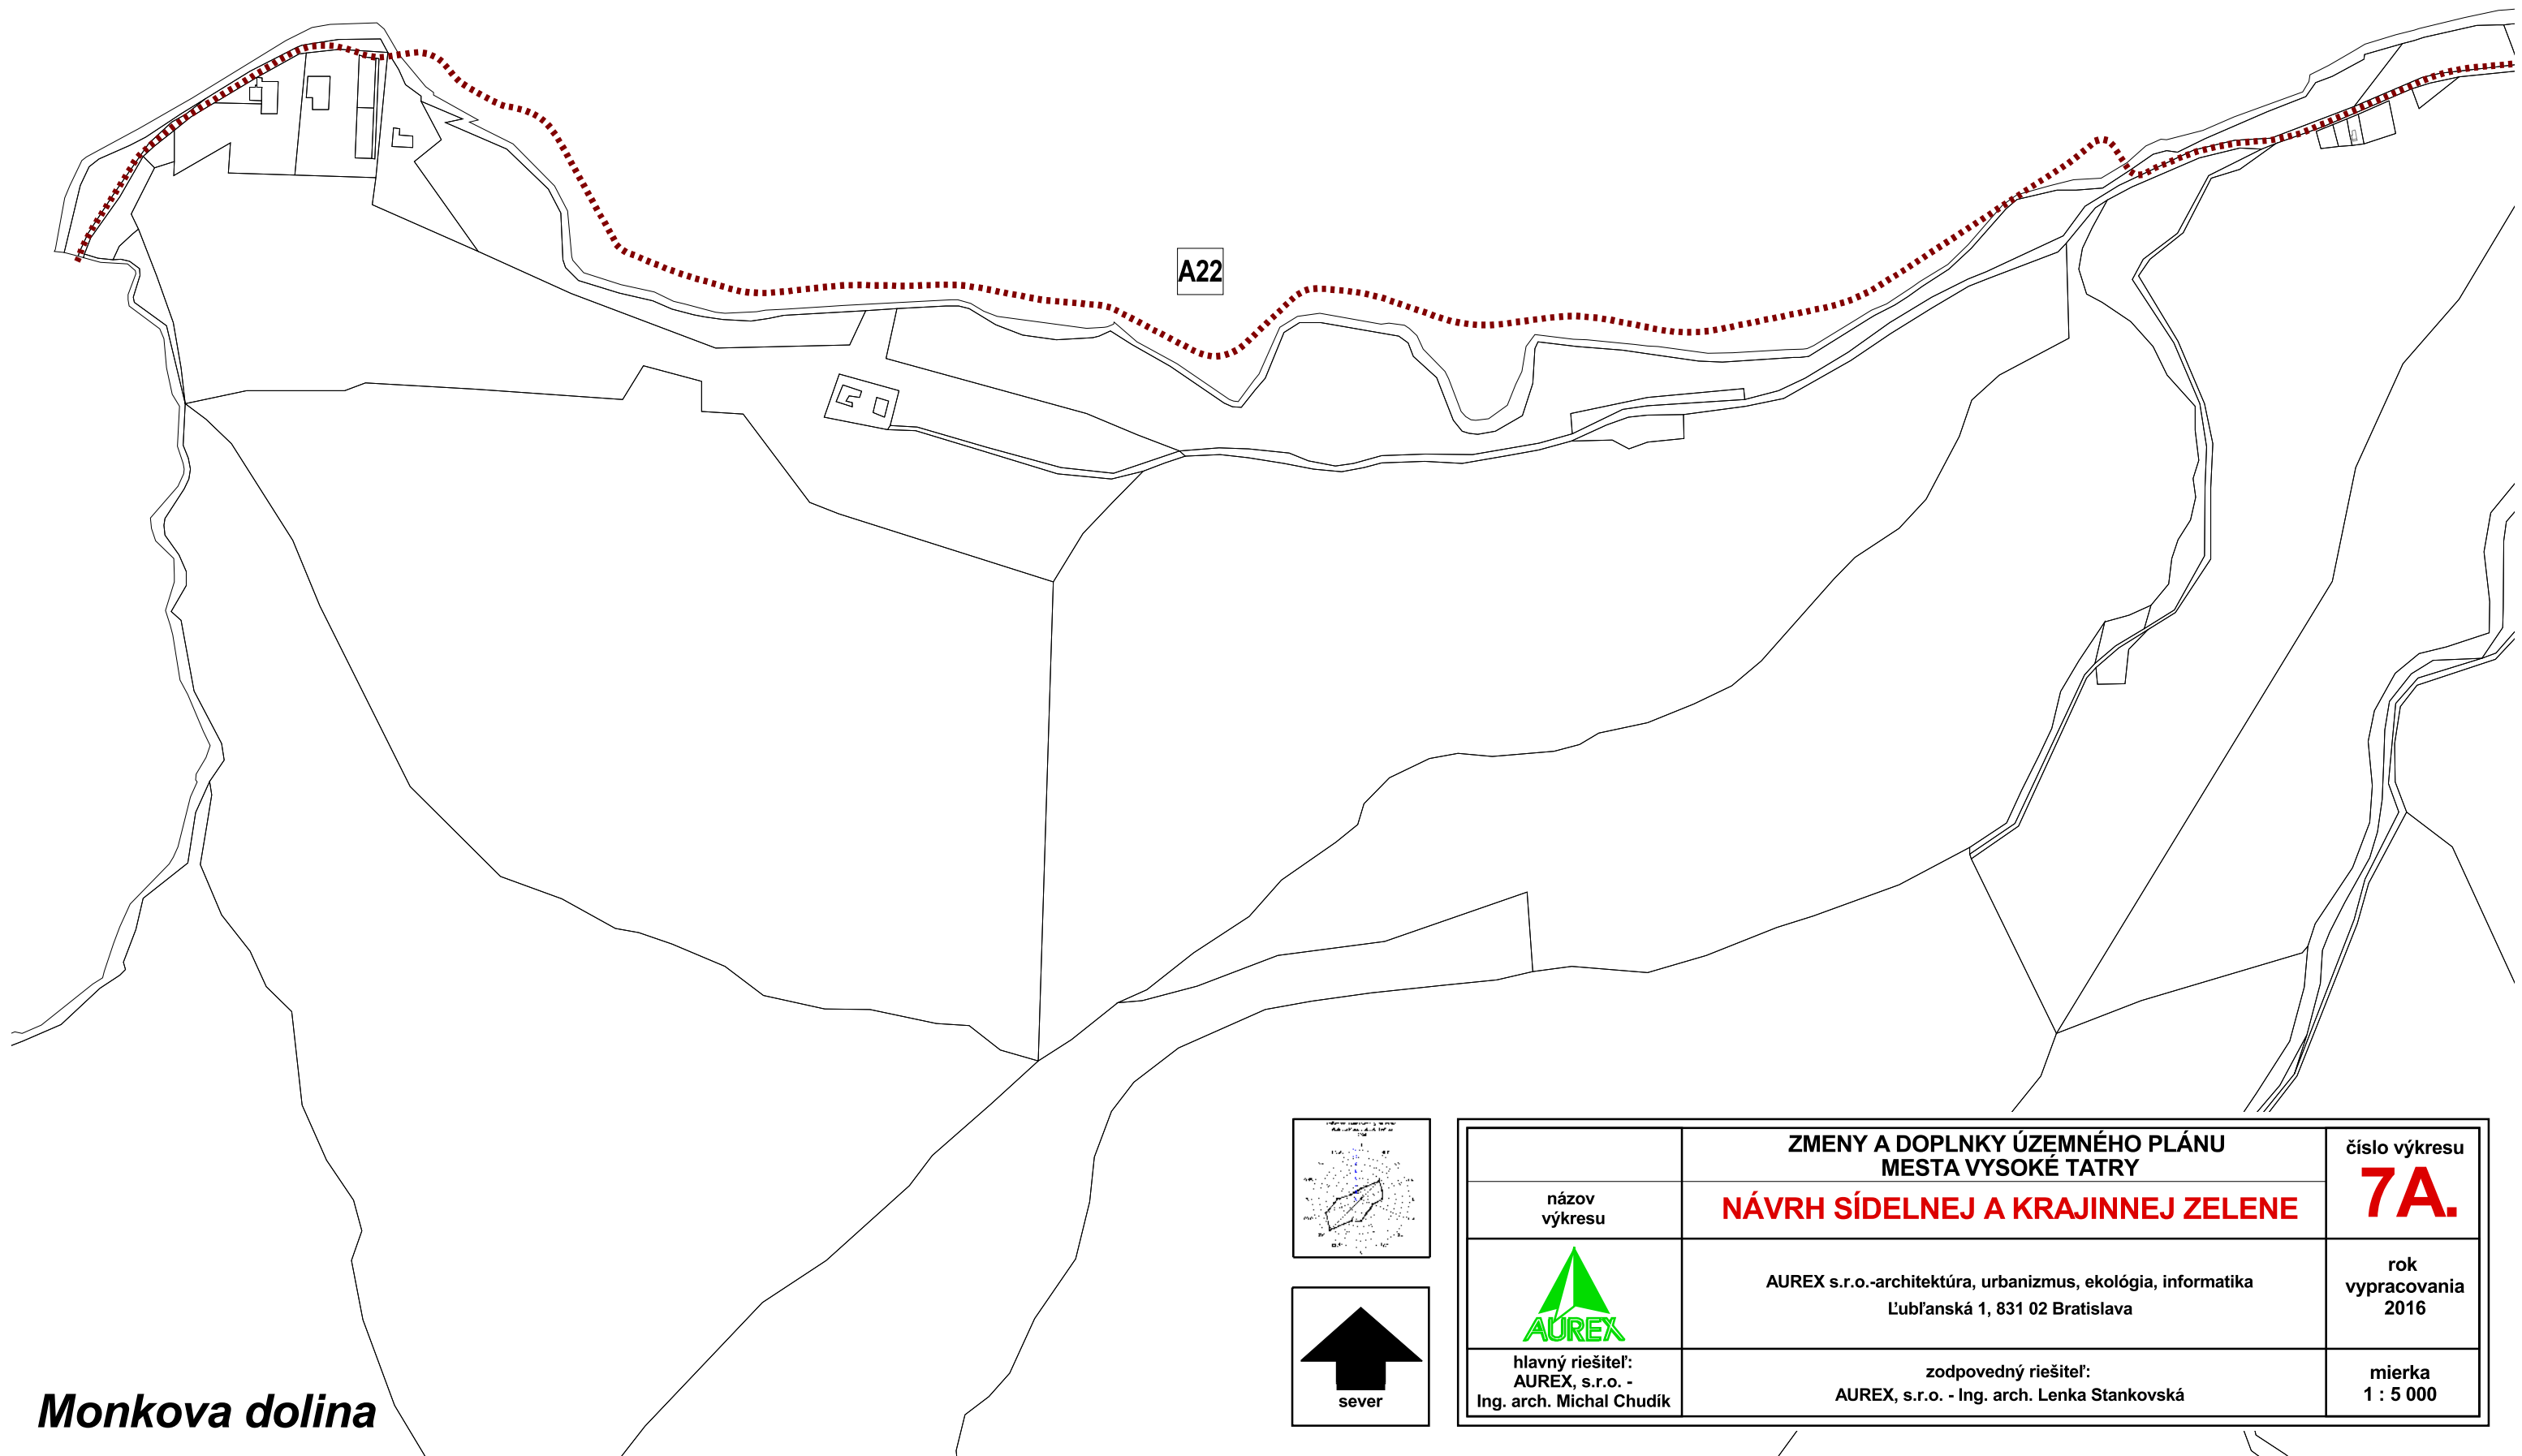 A22
ZMENY A DOPLNKY ÚZEMNÉHO PLÁNU
MESTA VYSOKÉ TATRY
číslo výkresu
7A.
názov
výkresu
NÁVRH SÍDELNEJ A KRAJINNEJ ZELENE
AUREX
AUREX s.r.o.-architektúra, urbanizmus, ekológia, informatika
Ľubľanská 1, 831 02 Bratislava
rok
vypracovania
2016
hlavný riešiteľ:
AUREX, s.r.o. -
Ing. arch. Michal Chudík
zodpovedný riešiteľ:
AUREX, s.r.o. - Ing. arch. Lenka Stankovská
mierka
1 : 5 000
sever
Monkova dolina